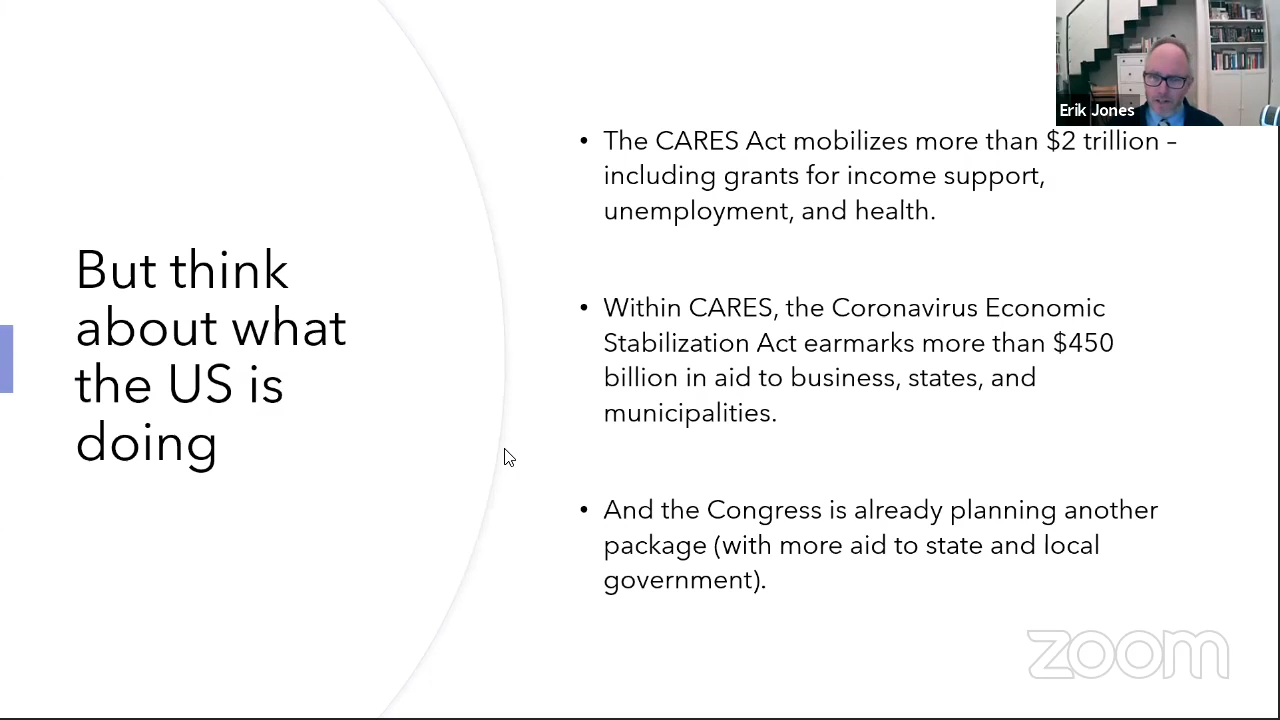 But think
about what
the US is
doing
• The CARES Act mobilizes more than $2 trillion –
including grants for income support,
unemployment, and health.
• Within CARES, the Coronavirus Economic
Stabilization Act earmarks more than $450
billion in aid to business, states, and
municipalities.
• And the Congress is already planning another
package (with more aid to state and local
government).
Erik Jones
zoom